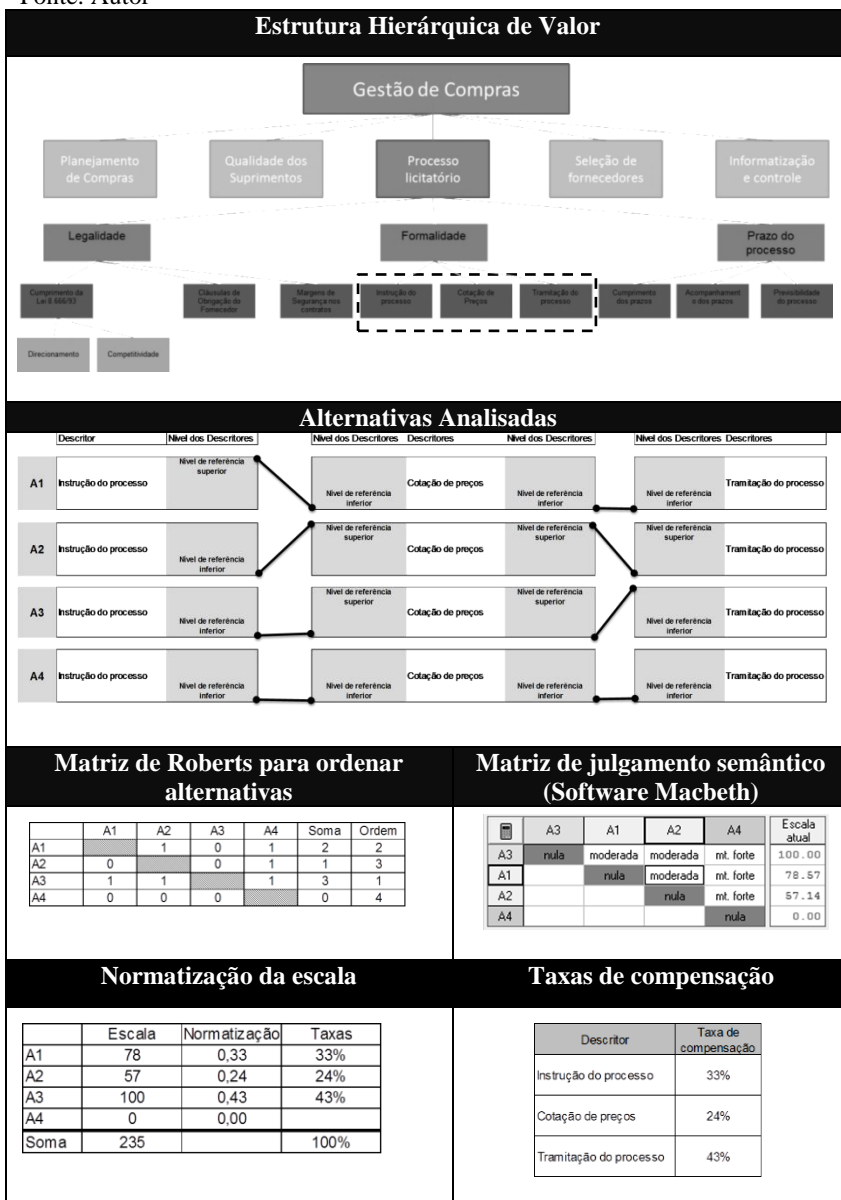 Fonte: Autor
Estrutura Hierárquica de Valor
Gestão de Compras
Planejamento
de Compras
Qualidade dos
Suprimentos
Processo
licitatório
Seleção de
fornecedores
Informatização
e controle
Legalidade
Formalidade
Prazo do
processo
Cumprimento da
Lei 8.666/93
Cláusulas de
Obrigação do
Fornecedor
Margens de
Segurança nos
contratos
Instrução do
processo
Cotação de
Preços
Tramitação do
processo
Cumprimento
dos prazos
Acompanhament
o dos prazos
Previsibilidade
do processo
Direcionamento
Competitividade
Alternativas Analisadas
Descritor Nível dos Descritores Nível dos Descritores Descritores Nível dos Descritores Nível dos Descritores Descritores
A1 Instrução do processo Nível de referência superior Nível de referência inferior Cotação de preços Nível de referência inferior Nível de referência inferior Tramitação do processo
A2 Instrução do processo Nível de referência inferior Nível de referência superior Cotação de preços Nível de referência superior Nível de referência superior Tramitação do processo
A3 Instrução do processo Nível de referência inferior Nível de referência superior Cotação de preços Nível de referência superior Nível de referência inferior Tramitação do processo
A4 Instrução do processo Nível de referência inferior Nível de referência inferior Cotação de preços Nível de referência inferior Nível de referência inferior Tramitação do processo
Matriz de Roberts para ordenar
alternativas
A1 A2 A3 A4 Soma Ordem
A1 1 0 1 2 2
A2 0 0 1 1 3
A3 1 1 1 3 1
A4 0 0 0 0 4
Matriz de julgamento semântico
(Software Macbeth)
A3 A1 A2 A4 Escala atual
A3 nula moderada moderada mt. forte 100.00
A1 nula moderada mt. forte 78.57
A2 nula mt. forte 57.14
A4 nula 0.00
Normatização da escala
Escala Normatização Taxas
A1 78 0,33 33%
A2 57 0,24 24%
A3 100 0,43 43%
A4 0 0,00
Soma 235 100%
Taxas de compensação
Descritor Taxa de compensação
Instrução do processo 33%
Cotação de preços 24%
Tramitação do processo 43%